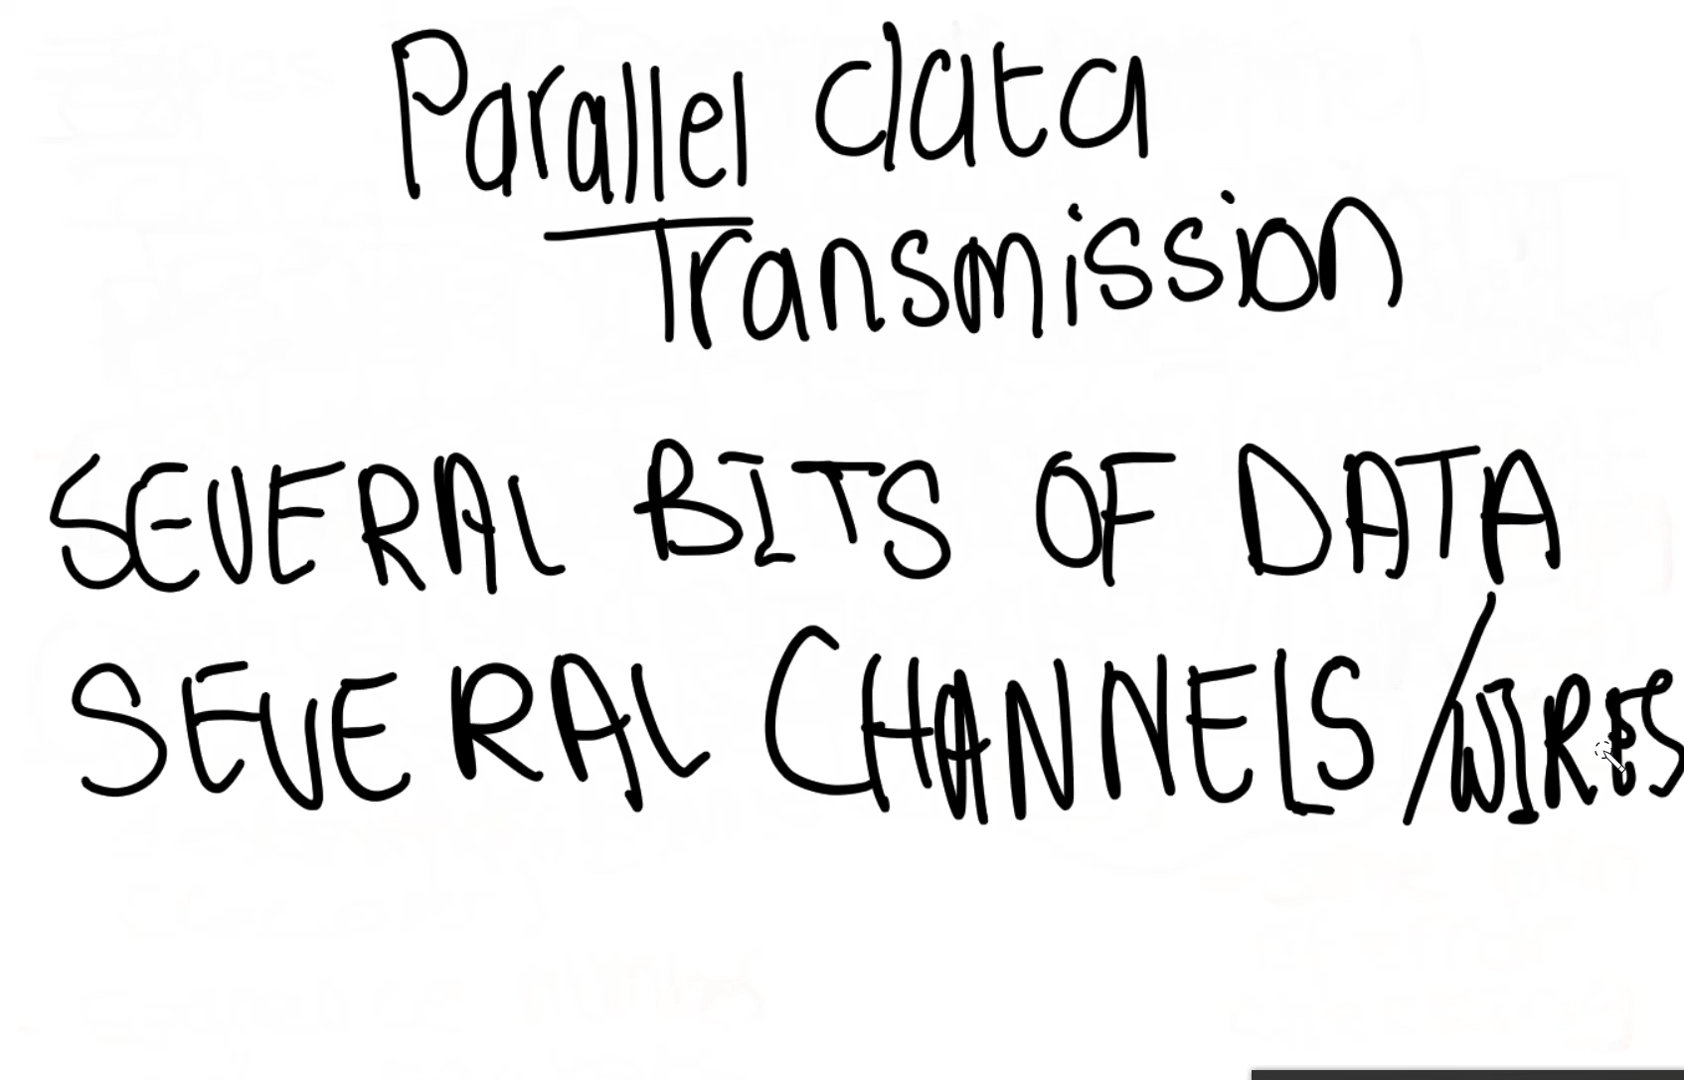 Parallel data
Transmission
SEVERAL BITS OF DATA
SEVERAL CHANNELS/WIRES